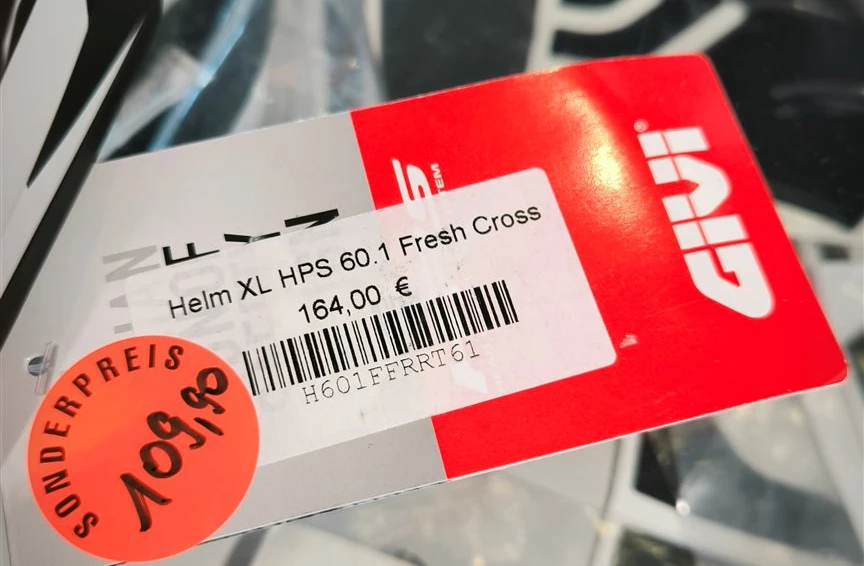 GIVI
Helm XL HPS 60.1 Fresh Cross
164,00 €
H601FFRRT61
SONDERPREIS
109,90